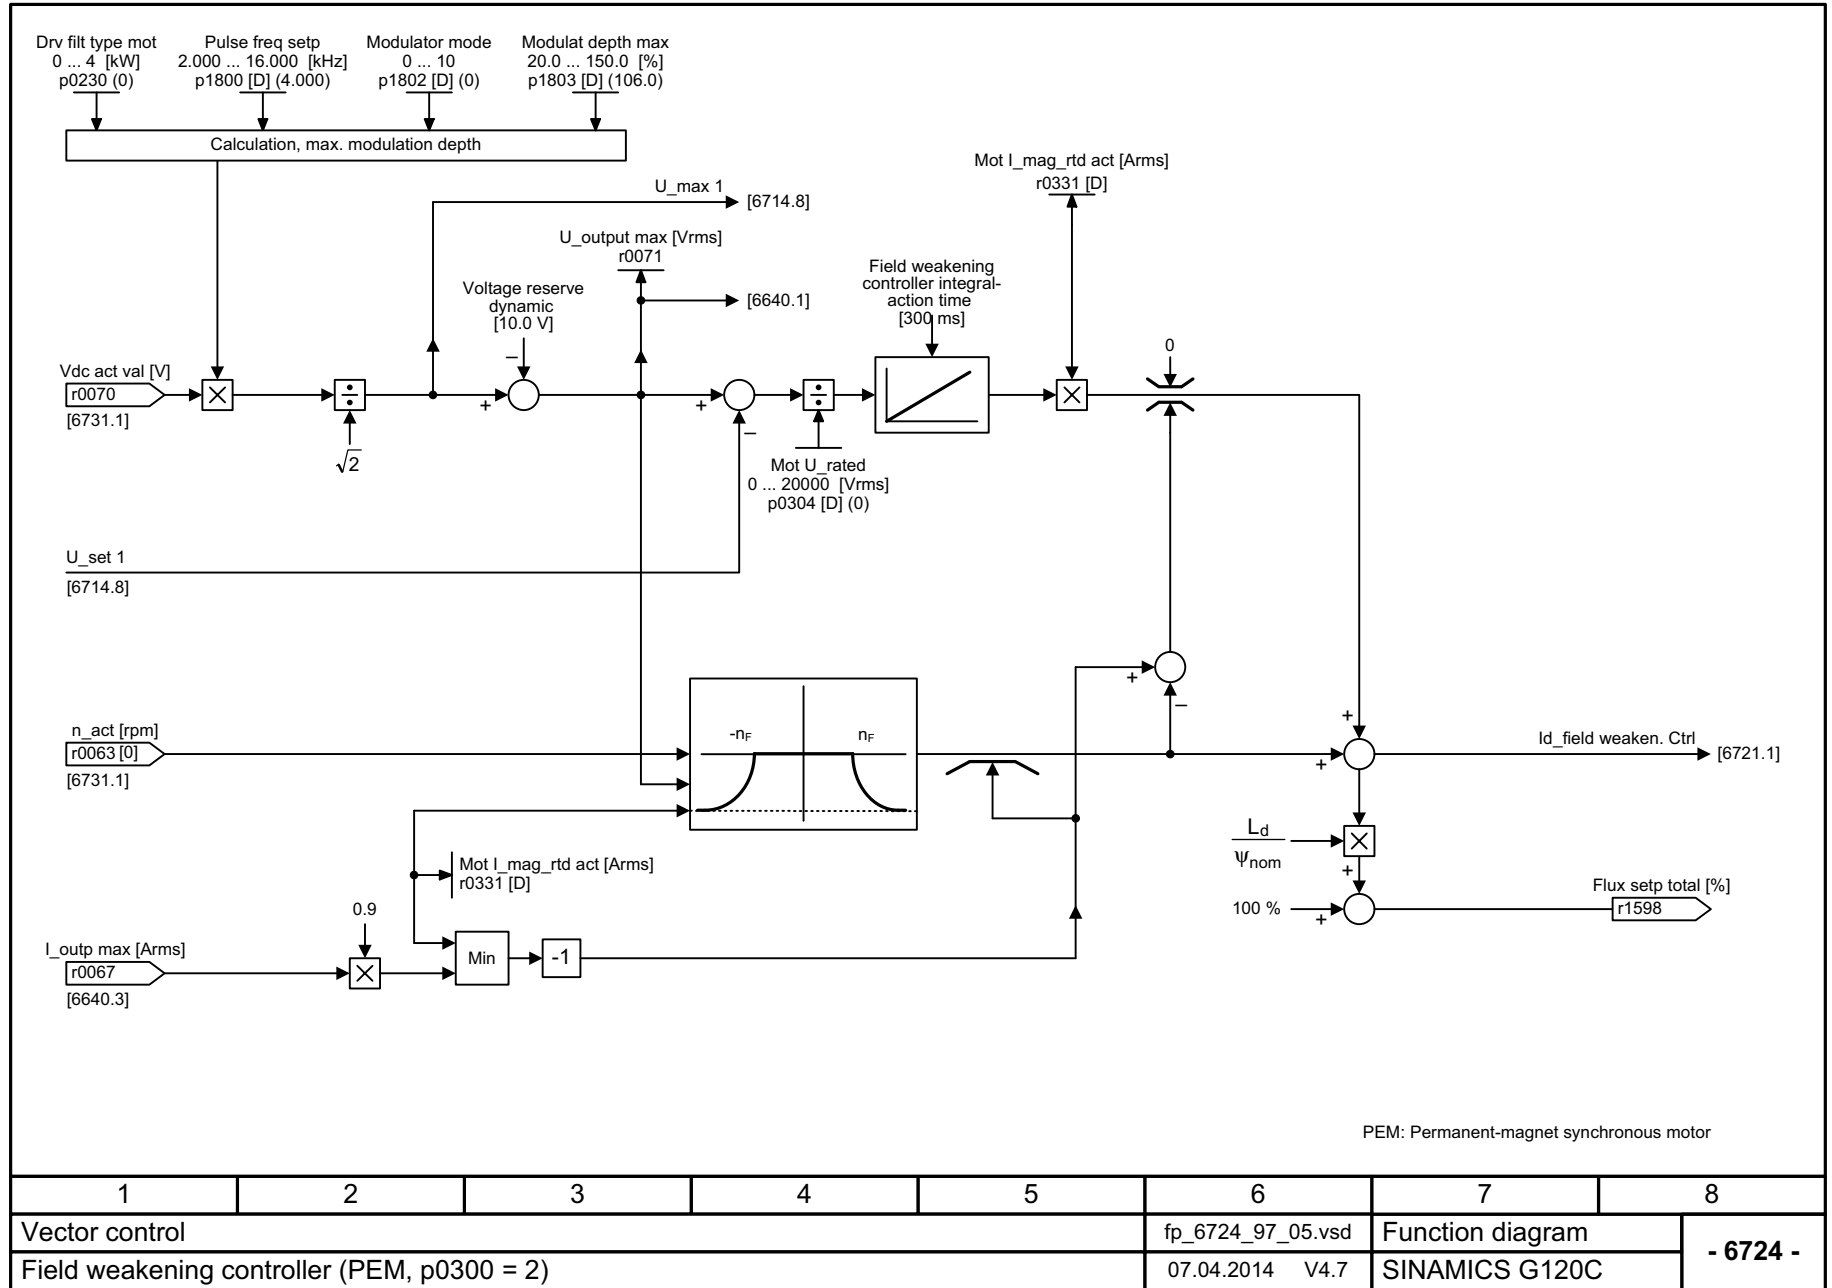 Drv filt type mot
0 ... 4 [kW]
p0230 (0)
Pulse freq setp
2.000 ... 16.000 [kHz]
p1800 [D] (4.000)
Modulator mode
0 ... 10
p1802 [D] (0)
Modulat depth max
20.0 ... 150.0 [%]
p1803 [D] (106.0)
Calculation, max. modulation depth
Mot I_mag_rtd act [Arms]
r0331 [D]
U_max 1
[6714.8]
U_output max [Vrms]
r0071
[6640.1]
Voltage reserve
dynamic
[10.0 V]
–
Field weakening
controller integral-
action time
[300 ms]
0
Vdc act val [V]
r0070
[6731.1]
×
÷
√2
+
+
–
÷
×
Mot U_rated
0 ... 20000 [Vrms]
p0304 [D] (0)
U_set 1
[6714.8]
+
–
n_act [rpm]
r0063 [0]
[6731.1]
-nF
nF
+
+
Id_field weaken. Ctrl
[6721.1]
Ld
ψnom
×
+
Mot I_mag_rtd act [Arms]
r0331 [D]
100 %
+
Flux setp total [%]
r1598
0.9
I_outp max [Arms]
r0067
[6640.3]
×
Min
-1
PEM: Permanent-magnet synchronous motor
1 2 3 4 5 6 7 8
Vector control
fp_6724_97_05.vsd
Function diagram
- 6724 -
Field weakening controller (PEM, p0300 = 2)
07.04.2014 V4.7
SINAMICS G120C